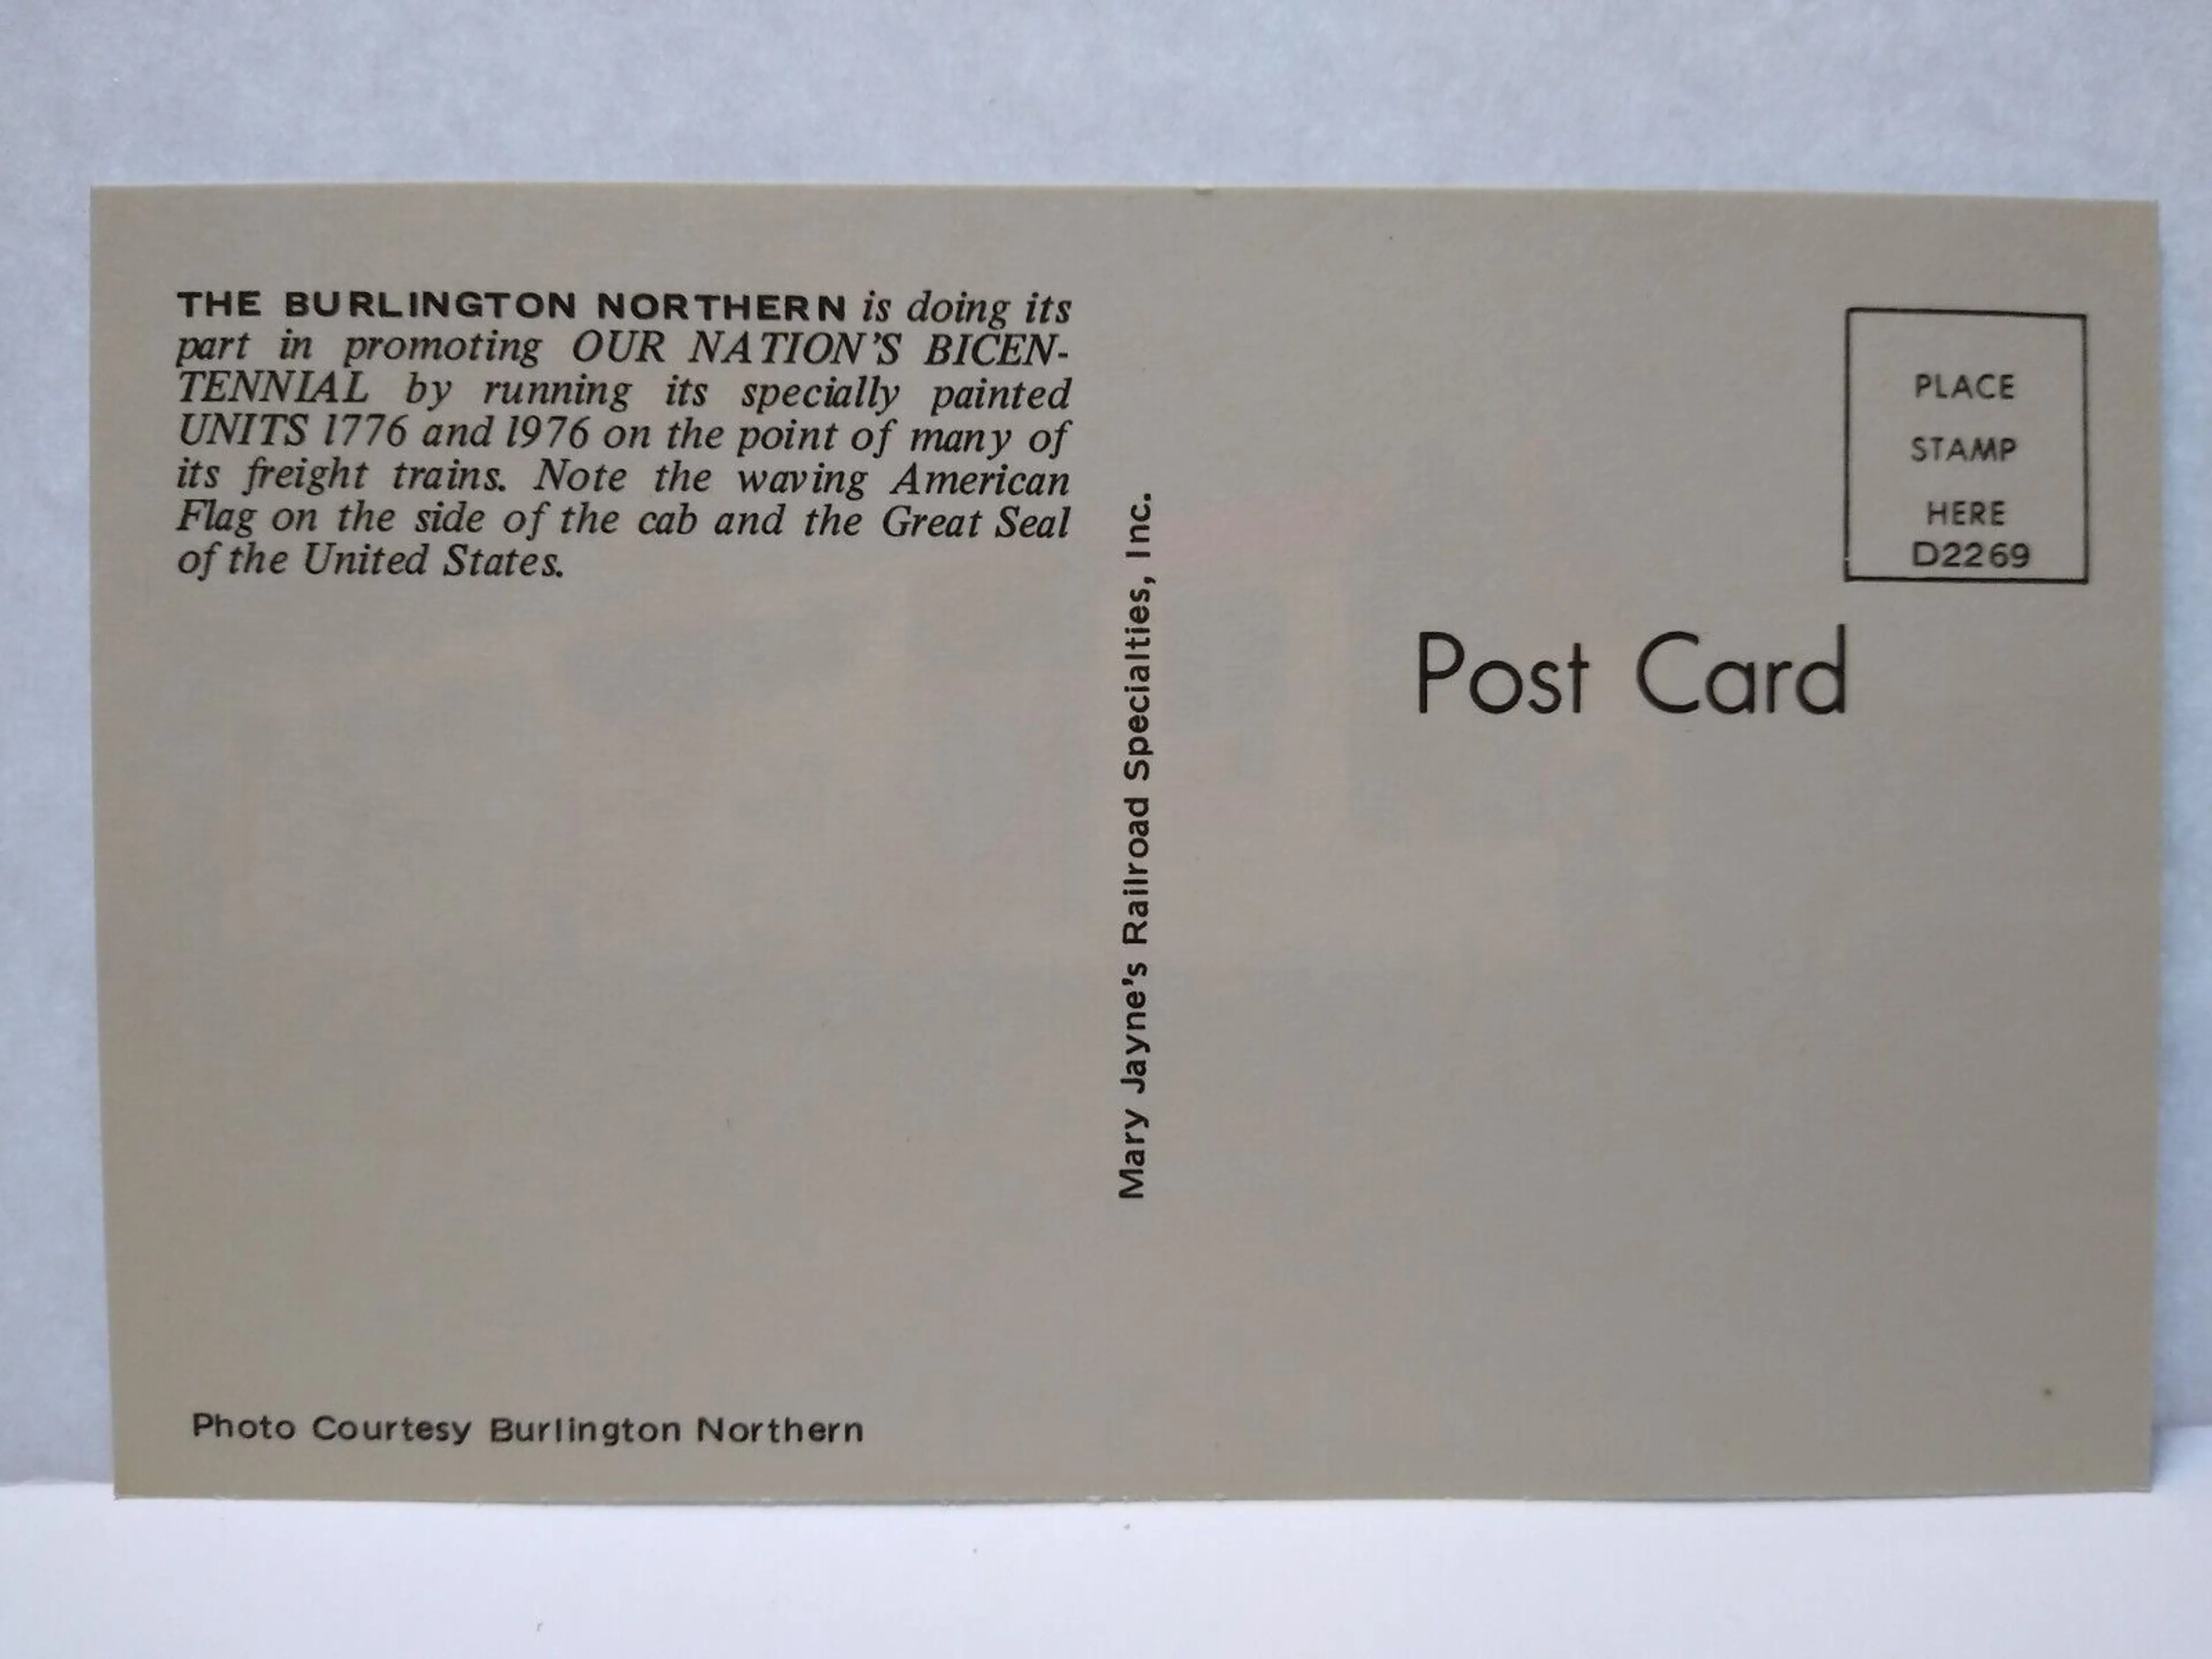 THE BURLINGTON NORTHERN is doing its
part in promoting OUR NATION'S BICEN-
TENNIAL by running its specially painted
UNITS 1776 and 1976 on the point of many of
its freight trains. Note the waving American
Flag on the side of the cab and the Great Seal
of the United States.
Photo Courtesy Burlington Northern
Mary Jayne's Railroad Specialties, Inc.
PLACE
STAMP
HERE
D2269
Post Card